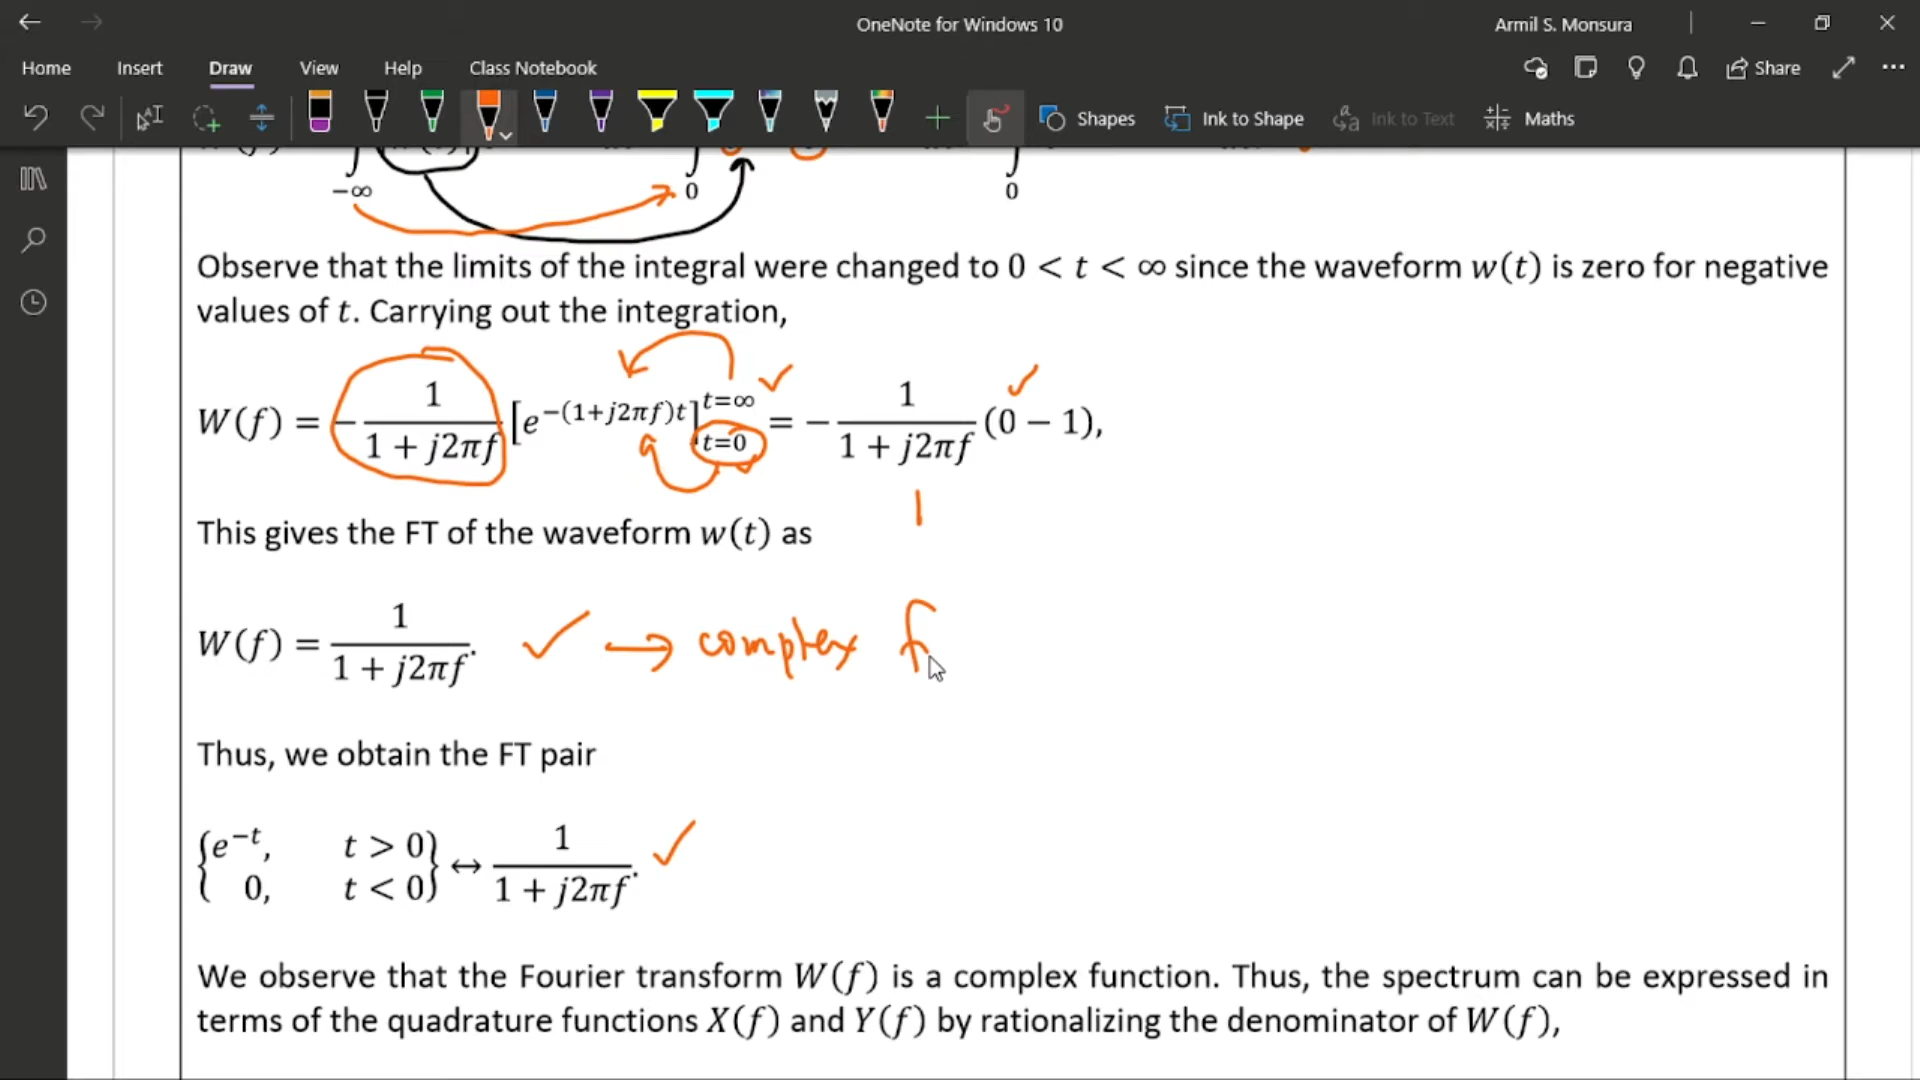 OneNote for Windows 10
Armil S. Monsura
Home Insert Draw View Help Class Notebook
Share
Shapes Ink to Shape Ink to Text Maths
−∞ 0 0
Observe that the limits of the integral were changed to 0 < t < ∞ since the waveform w(t) is zero for negative
values of t. Carrying out the integration,
W(f) = − 1/(1 + j2πf) [e^−(1+j2πf)t]_{t=0}^{t=∞} = − 1/(1 + j2πf) (0 − 1),
1
This gives the FT of the waveform w(t) as
W(f) = 1/(1 + j2πf). ✓ → complex f
Thus, we obtain the FT pair
{e^−t, t > 0
0, t < 0} ↔ 1/(1 + j2πf). ✓
We observe that the Fourier transform W(f) is a complex function. Thus, the spectrum can be expressed in
terms of the quadrature functions X(f) and Y(f) by rationalizing the denominator of W(f),